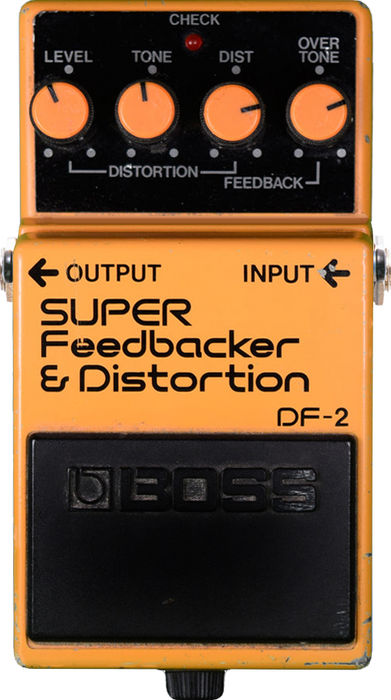 CHECK
LEVEL TONE DIST OVER TONE
DISTORTION
FEEDBACK
OUTPUT INPUT
SUPER
Feedbacker
& Distortion
DF-2
BOSS